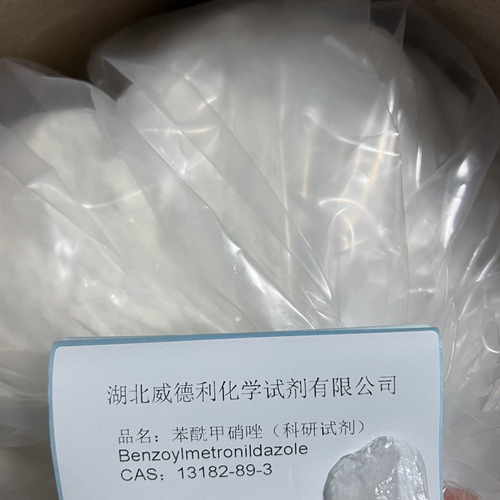 湖北威德利化学试剂有限公司
品名：苯酰甲硝唑（科研试剂）
Benzoylmetronildazole
CAS：13182-89-3